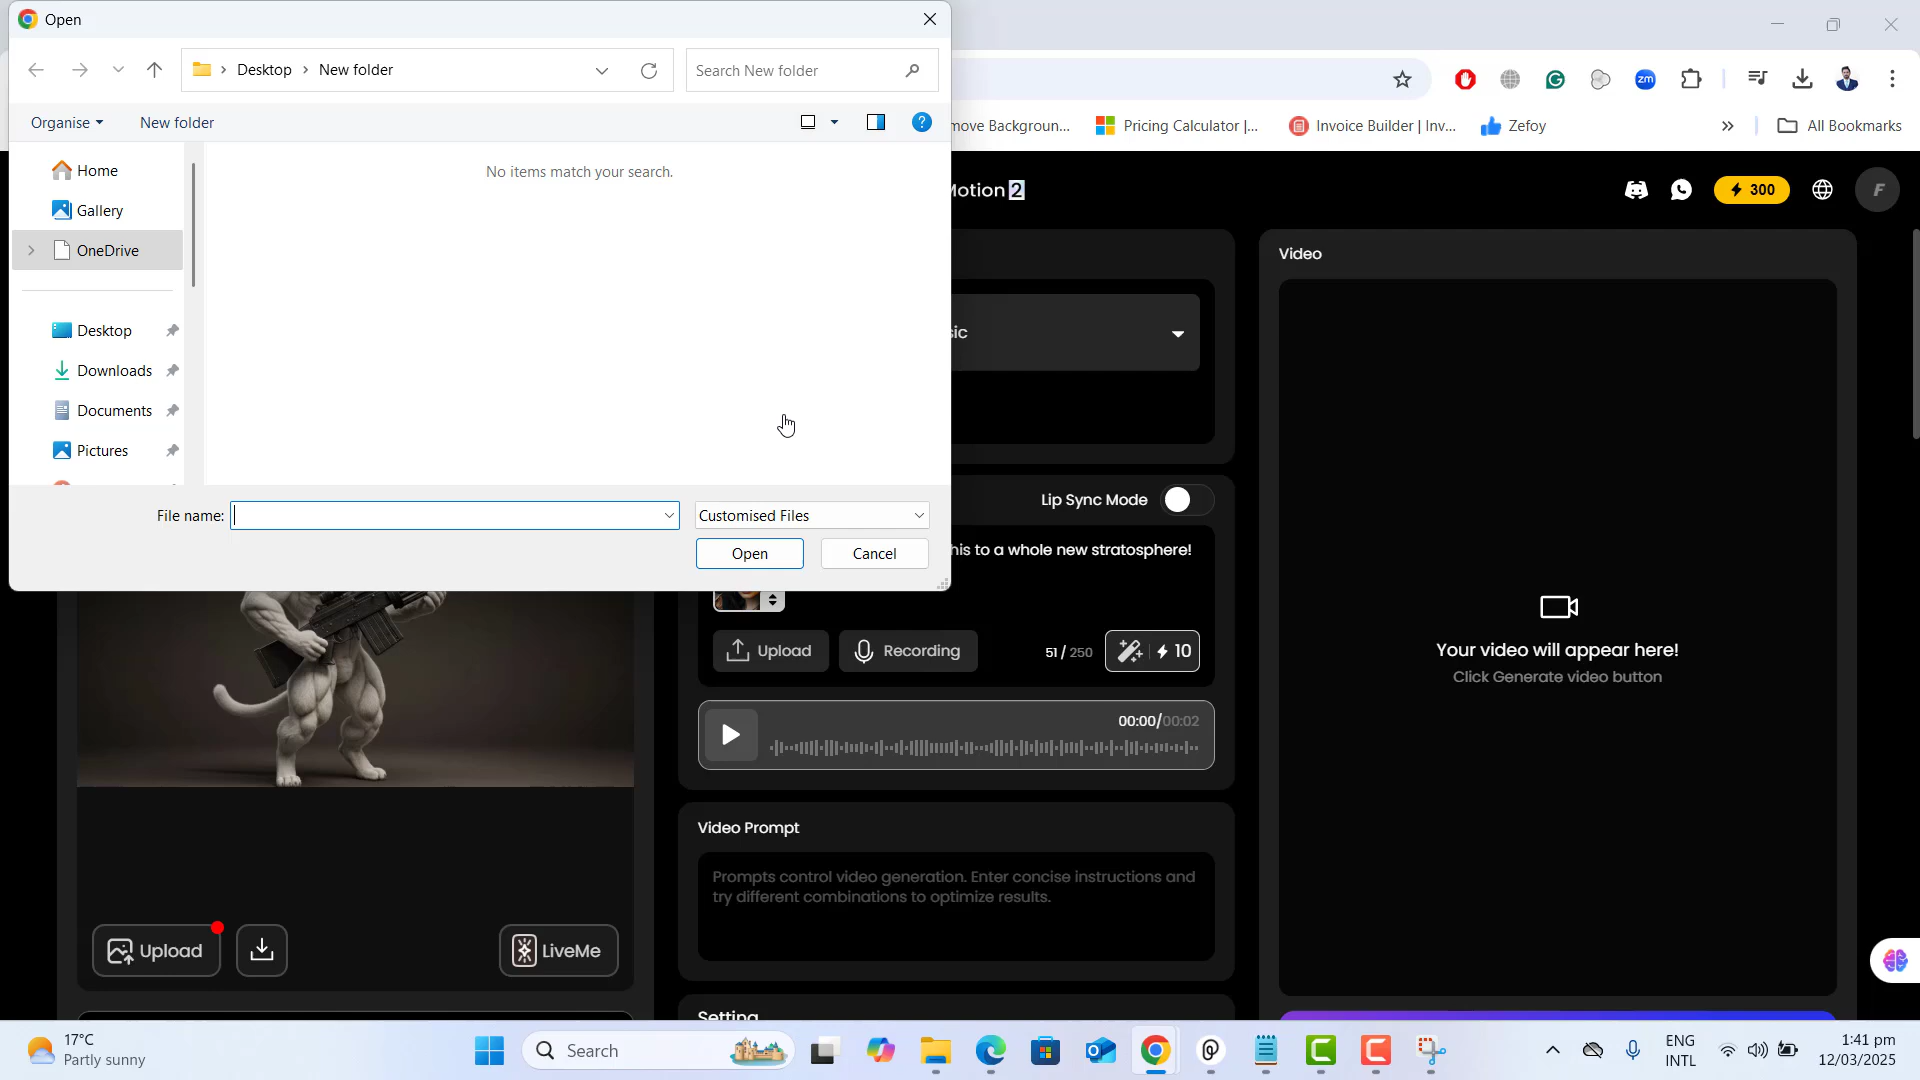 Open
Desktop
New folder
Search New folder
Organise
New folder
No items match your search.
Home
Gallery
OneDrive
Desktop
Downloads
Documents
Pictures
File name:
Customised Files
Open
Cancel
zm
move Backgroun...
Pricing Calculator |...
Invoice Builder | Inv...
Zefoy
»
All Bookmarks
Motion 2
300
F
Lip Sync Mode
his to a whole new stratosphere!
Upload
Recording
51 / 250
10
00:00/00:02
Video Prompt
Prompts control video generation. Enter concise instructions and
try different combinations to optimize results.
Setting
Upload
LiveMe
Video
Your video will appear here!
Click Generate video button
17°C
Partly sunny
Search
ENG
INTL
1:41 pm
12/03/2025